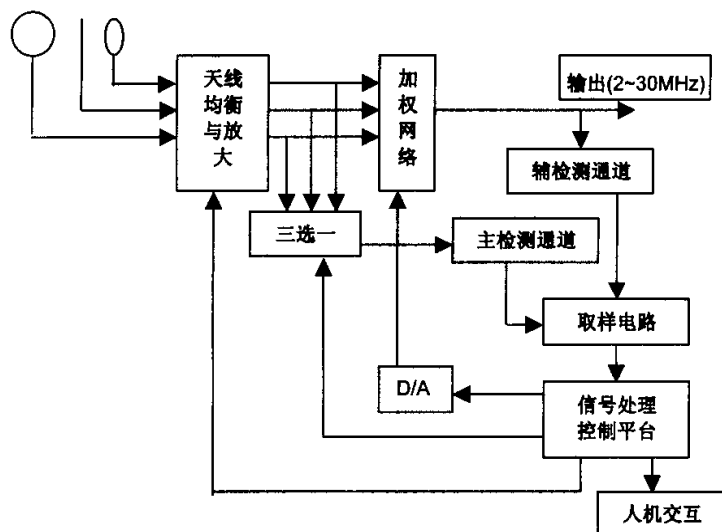 天线
均衡
与放
大
加
权
网
络
输出(2~30MHz)
辅检测通道
三选一
主检测通道
取样电路
D/A
信号处理
控制平台
人机交互